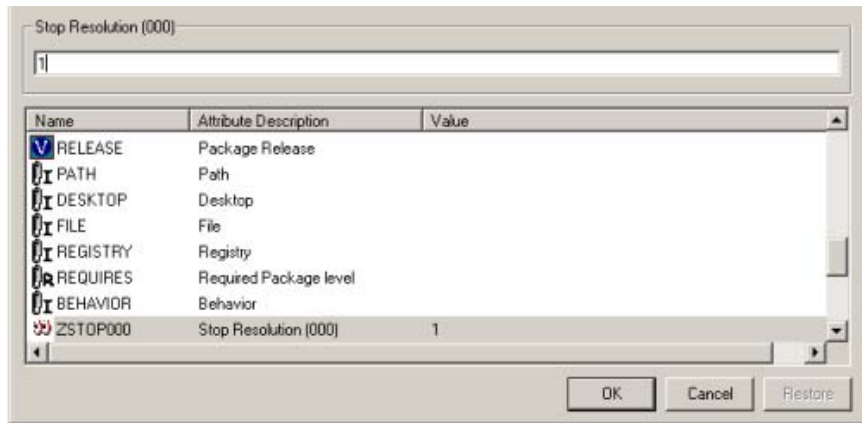 Stop Resolution (000)
1
Name Attribute Description Value
V RELEASE Package Release
I PATH Path
I DESKTOP Desktop
I FILE File
I REGISTRY Registry
R REQUIRES Required Package level
I BEHAVIOR Behavior
ZSTOP000 Stop Resolution (000) 1
OK Cancel Restore